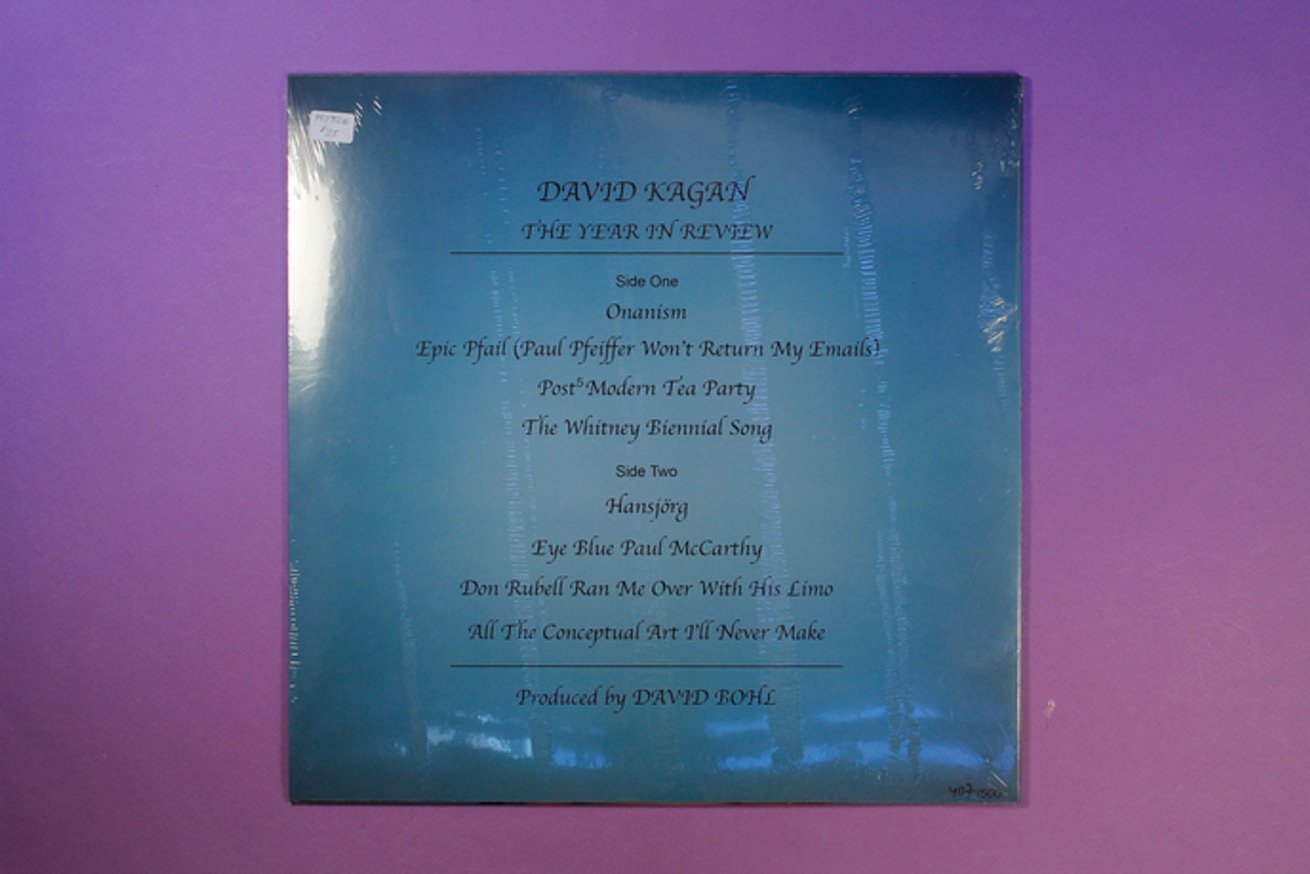 DAVID KAGAN
THE YEAR IN REVIEW
Side One
Onanism
Epic Pfail (Paul Pfeiffer Won't Return My Emails)
Post⁵Modern Tea Party
The Whitney Biennial Song
Side Two
Hansjörg
Eye Blue Paul McCarthy
Don Rubell Ran Me Over With His Limo
All The Conceptual Art I'll Never Make
Produced by DAVID BOHL
407/500